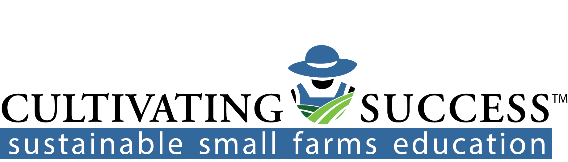 CULTIVATING SUCCESS™
sustainable small farms education